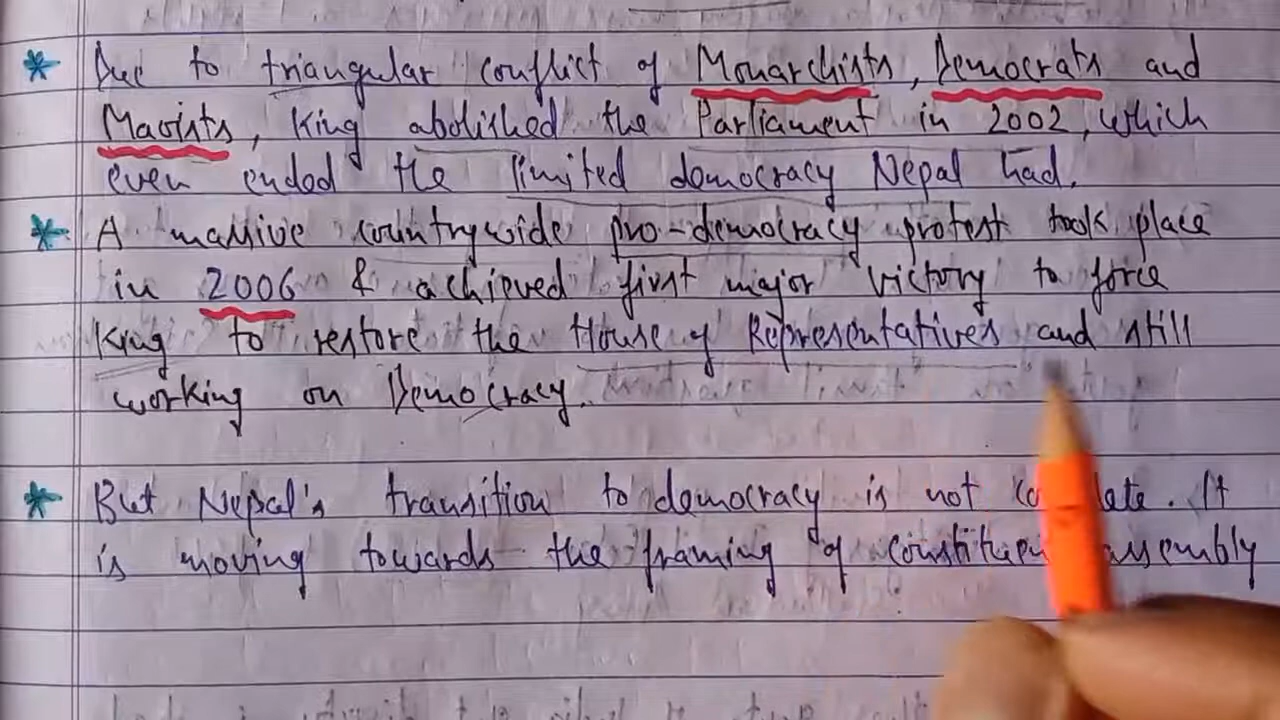 * Due to triangular conflict of Monarchists, Democrats and
Maoists, King abolished the Parliament in 2002, which
even ended the limited democracy Nepal had.
* A massive countrywide pro-democracy protest took place
in 2006 & achieved first major victory to force
King to restore the House of Representatives and still
working on Democracy.
* But Nepal's transition to democracy is not . It
is moving towards the framing of